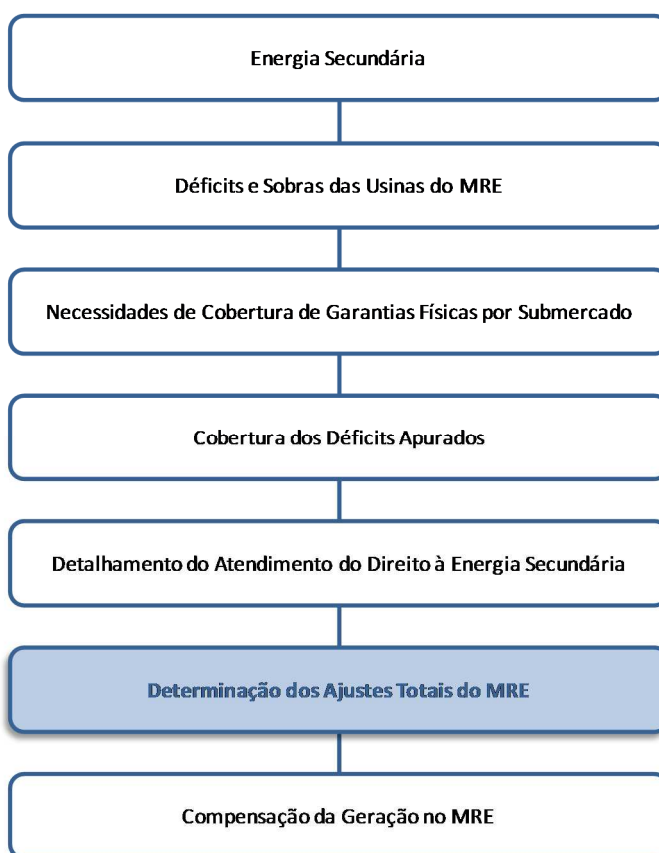 Energia Secundária
Déficits e Sobras das Usinas do MRE
Necessidades de Cobertura de Garantias Físicas por Submercado
Cobertura dos Déficits Apurados
Detalhamento do Atendimento do Direito à Energia Secundária
Determinação dos Ajustes Totais do MRE
Compensação da Geração no MRE